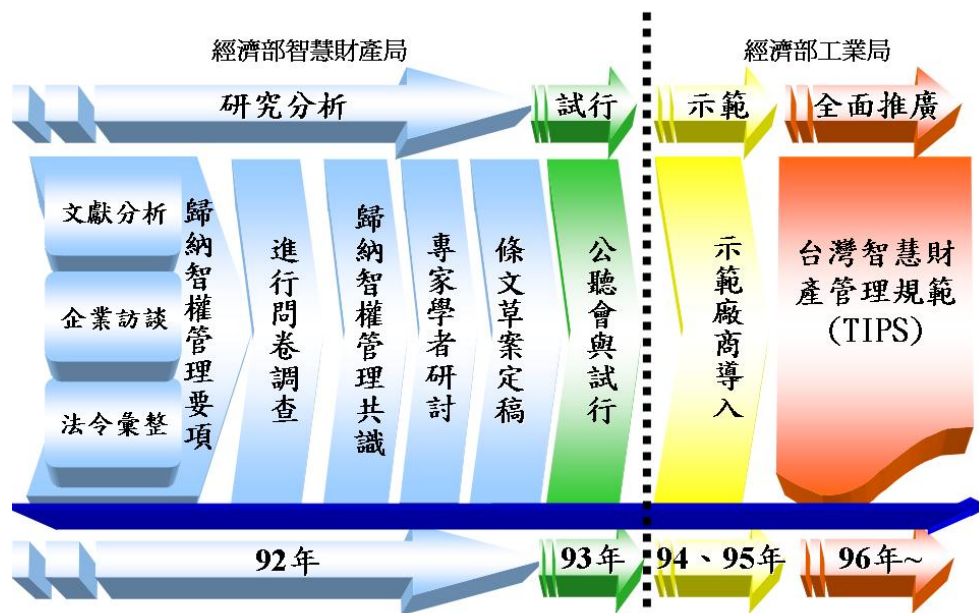 經濟部智慧財產局
經濟部工業局
研究分析
試行
示範
全面推廣
文獻分析
企業訪談
法令彙整
歸納智權管理要項
進行問卷調查
歸納智權管理共識
專家學者研討
條文草案定稿
公聽會與試行
示範廠商導入
台灣智慧財
產管理規範
(TIPS)
92年
93年
94、95年
96年~